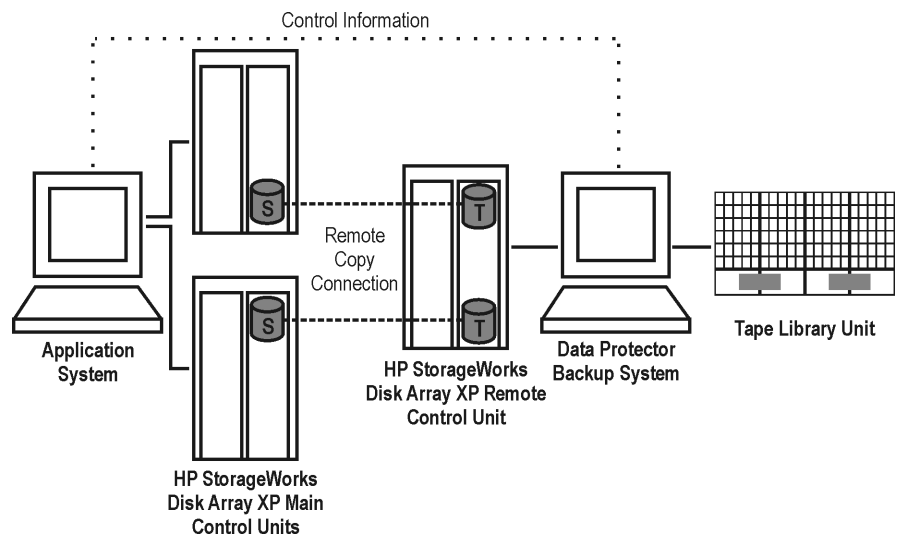 Control Information
S
T
Remote
Copy
Connection
S
T
Application
System
HP StorageWorks
Disk Array XP Main
Control Units
HP StorageWorks
Disk Array XP Remote
Control Unit
Data Protector
Backup System
Tape Library Unit